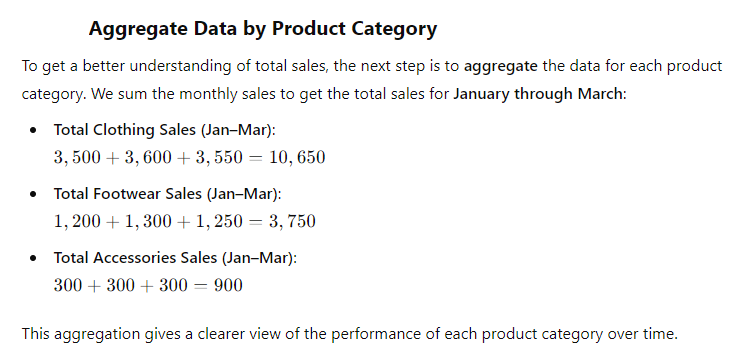 Aggregate Data by Product Category
To get a better understanding of total sales, the next step is to aggregate the data for each product
category. We sum the monthly sales to get the total sales for January through March:
• Total Clothing Sales (Jan–Mar):
3,500 + 3,600 + 3,550 = 10,650
• Total Footwear Sales (Jan–Mar):
1,200 + 1,300 + 1,250 = 3,750
• Total Accessories Sales (Jan–Mar):
300 + 300 + 300 = 900
This aggregation gives a clearer view of the performance of each product category over time.